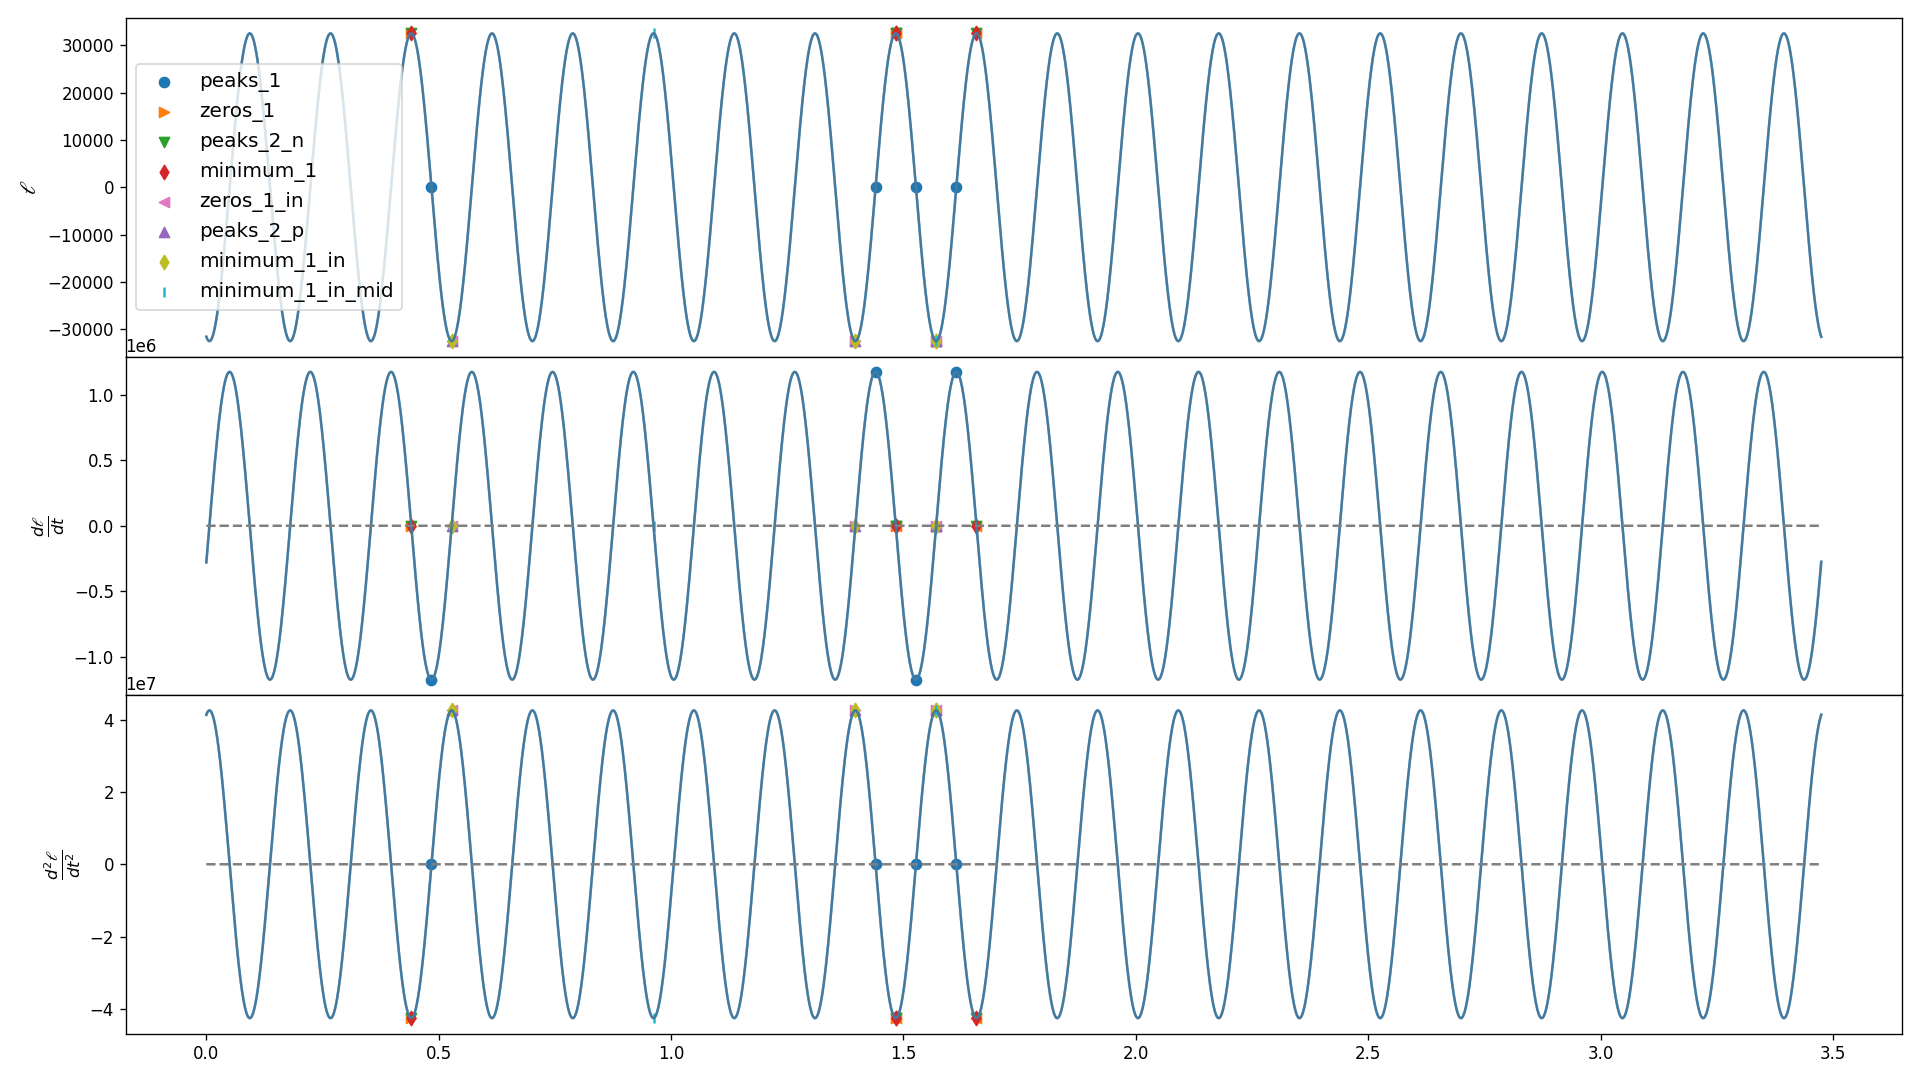 30000
20000
10000
0
−10000
−20000
−30000
ℓ
peaks_1
zeros_1
peaks_2_n
minimum_1
zeros_1_in
peaks_2_p
minimum_1_in
minimum_1_in_mid
1e6
1.0
0.5
0.0
−0.5
−1.0
dℓ
dt
1e7
4
2
0
−2
−4
d²ℓ
dt²
0.0 0.5 1.0 1.5 2.0 2.5 3.0 3.5